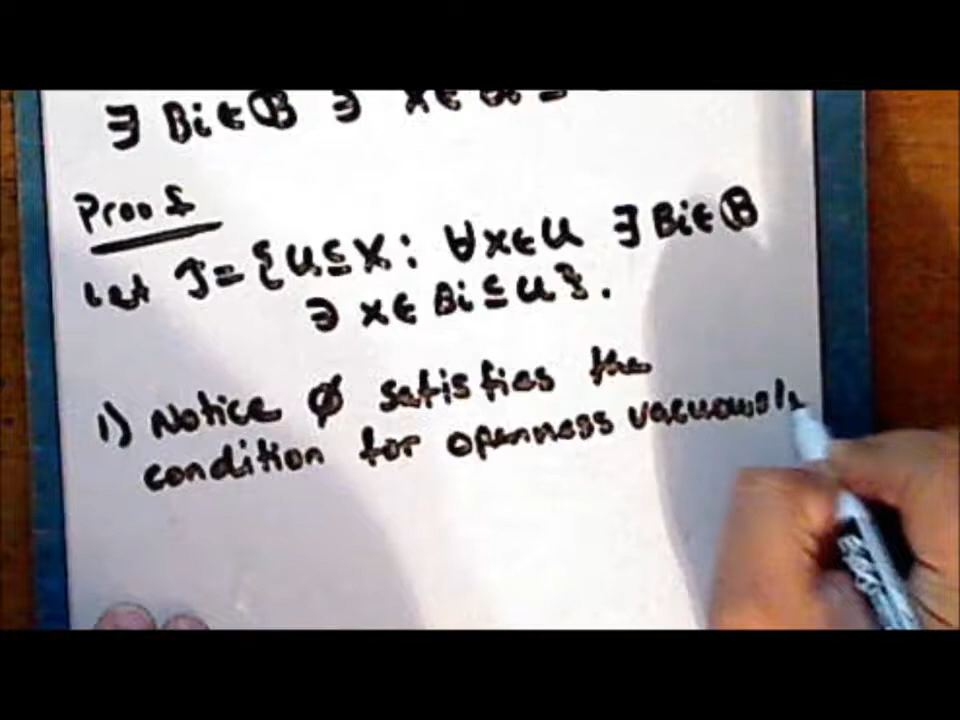 ∃ Bi ∈ 𝔹 ∋ x ∈
Proof
Let J = {U ⊆ X : ∀x∈U ∃ Bi ∈ 𝔹
∋ x ∈ Bi ⊆ U}.
1) Notice ∅ satisfies the
condition for openness vacuously